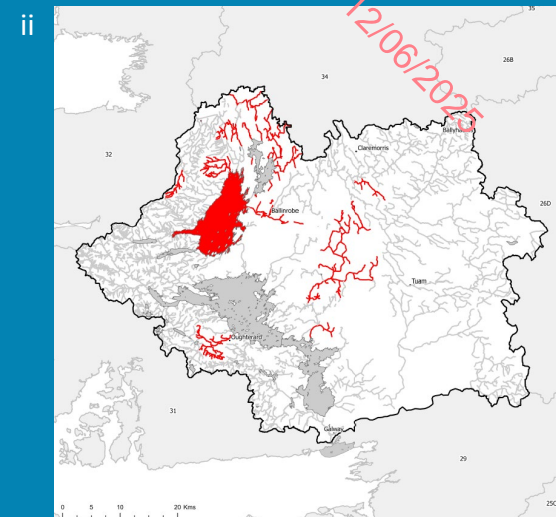 ii
35
12/06/2025
26B
34
Ballyha
Claremorris
32
26D
Ballinrobe
Tuam
Oughterard
31
Galway
29
0 5 10 20 Kms
25C